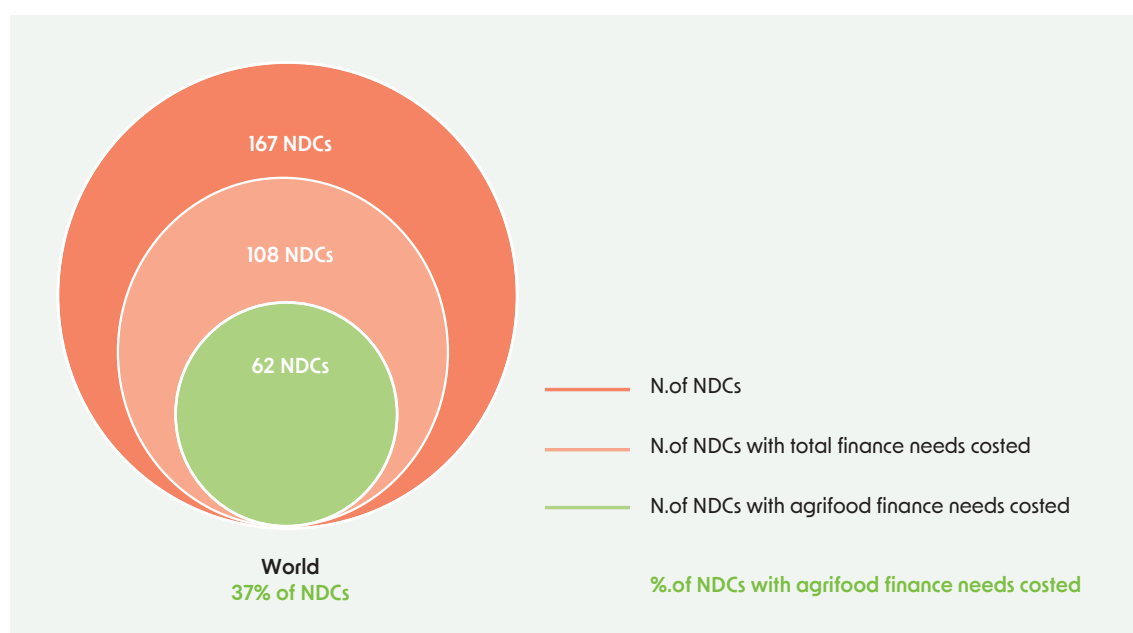 167 NDCs
108 NDCs
62 NDCs
N.of NDCs
N.of NDCs with total finance needs costed
N.of NDCs with agrifood finance needs costed
World
37% of NDCs
%.of NDCs with agrifood finance needs costed